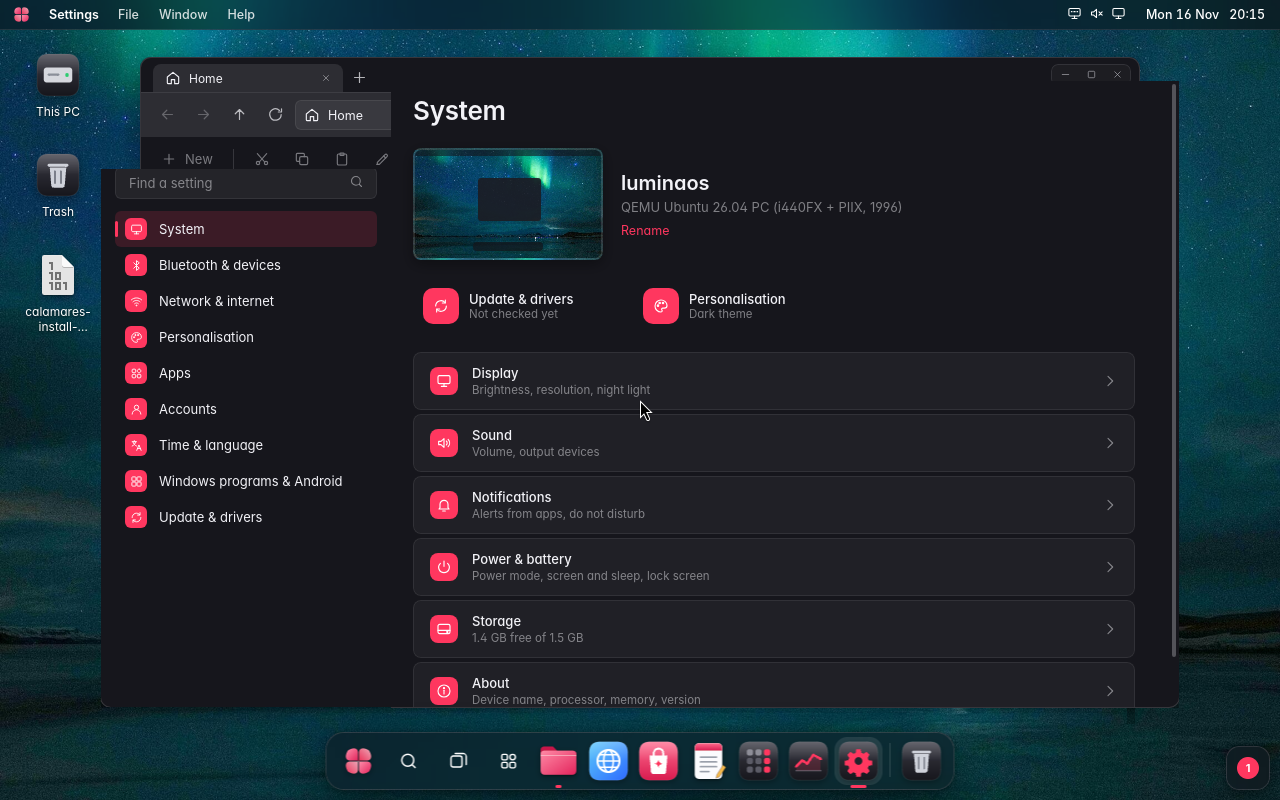 Settings File Window Help
Mon 16 Nov 20:15
This PC
Trash
1
10
101
calamares-
install-...
Home
Home
New
Find a setting
System
Bluetooth & devices
Network & internet
Personalisation
Apps
Accounts
Time & language
Windows programs & Android
Update & drivers
System
luminaos
QEMU Ubuntu 26.04 PC (i440FX + PIIX, 1996)
Rename
Update & drivers
Not checked yet
Personalisation
Dark theme
Display
Brightness, resolution, night light
Sound
Volume, output devices
Notifications
Alerts from apps, do not disturb
Power & battery
Power mode, screen and sleep, lock screen
Storage
1.4 GB free of 1.5 GB
About
Device name, processor, memory, version
1